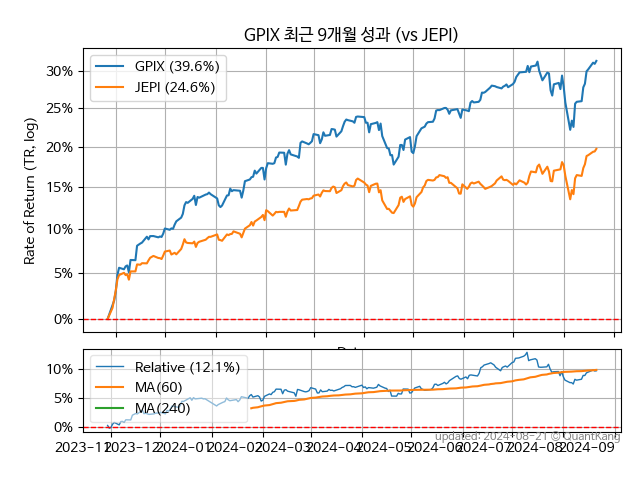 GPIX 최근 9개월 성과 (vs JEPI)
Rate of Return (TR, log)
30%
25%
20%
15%
10%
5%
0%
GPIX (39.6%)
JEPI (24.6%)
10%
5%
0%
Relative (12.1%)
MA(60)
MA(240)
2023-11 2023-12 2024-01 2024-02 2024-03 2024-04 2024-05 2024-06 2024-07 2024-08 2024-09
updated: 2024-08-21 © QuantKang